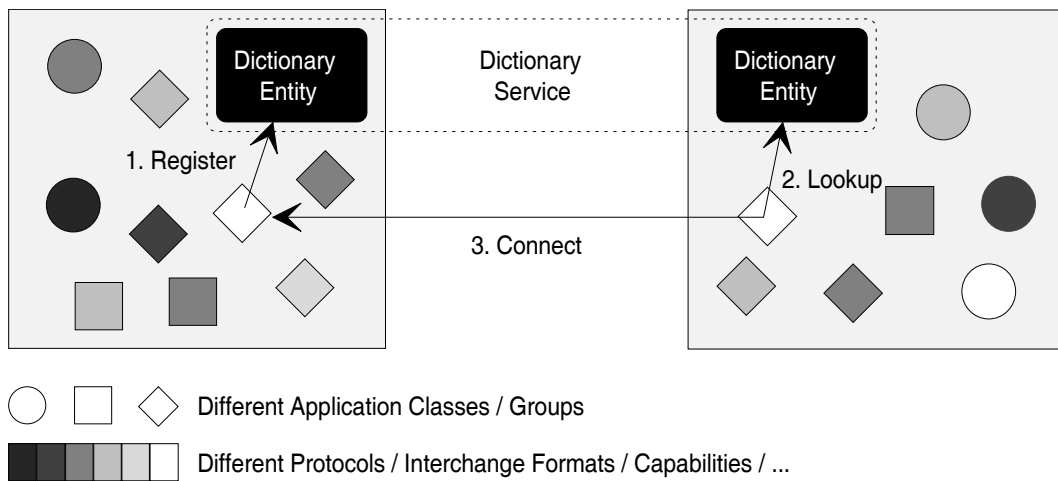 Dictionary
Entity
Dictionary
Service
Dictionary
Entity
1. Register
2. Lookup
3. Connect
Different Application Classes / Groups
Different Protocols / Interchange Formats / Capabilities / ...